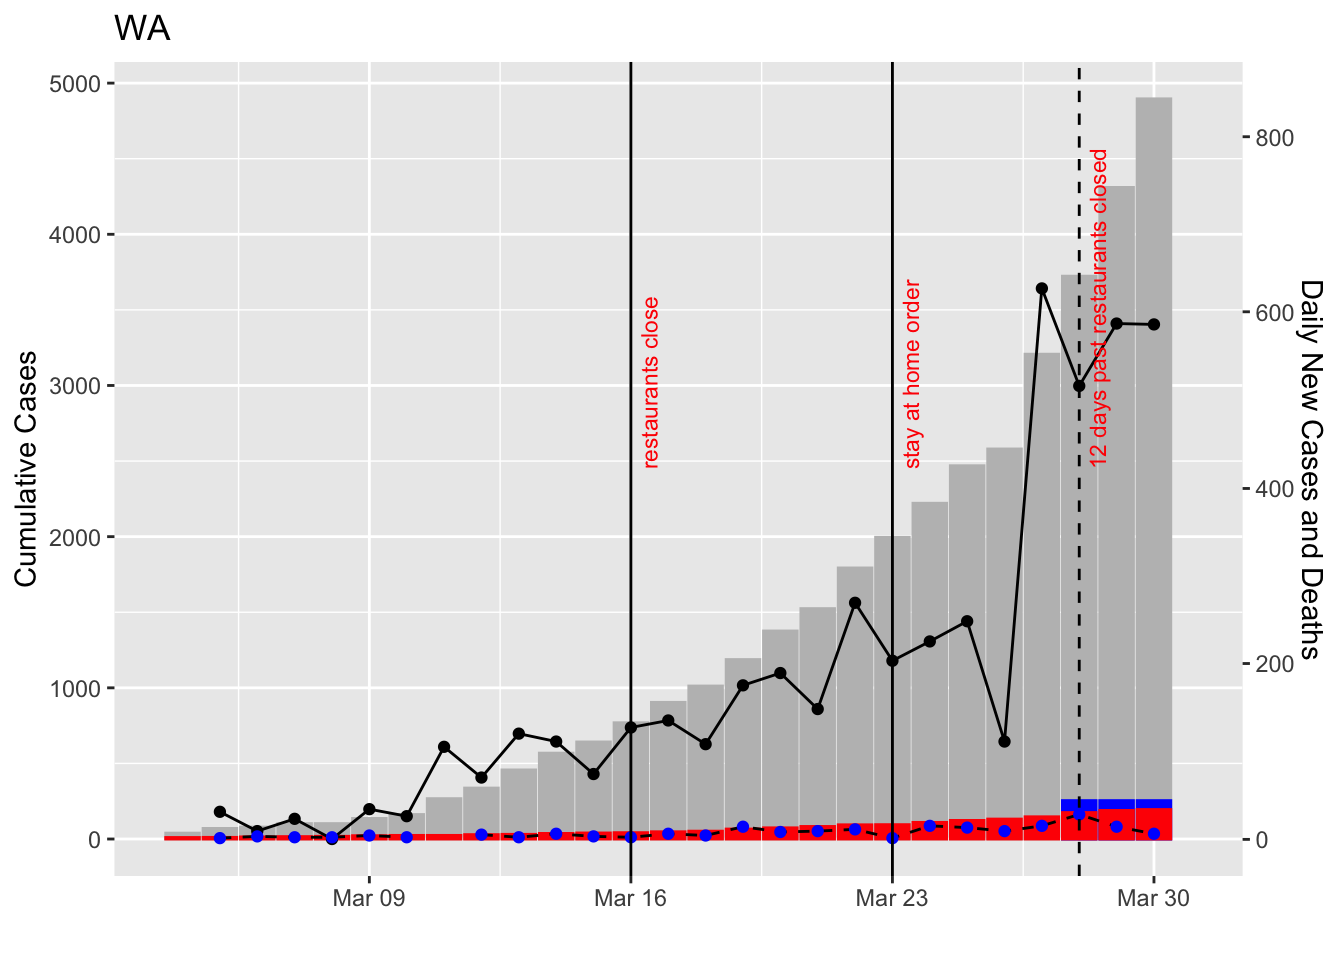 WA
5000
4000
3000
2000
1000
0
Cumulative Cases
restaurants close
stay at home order
12 days past restaurants closed
800
600
400
200
0
Daily New Cases and Deaths
Mar 09
Mar 16
Mar 23
Mar 30